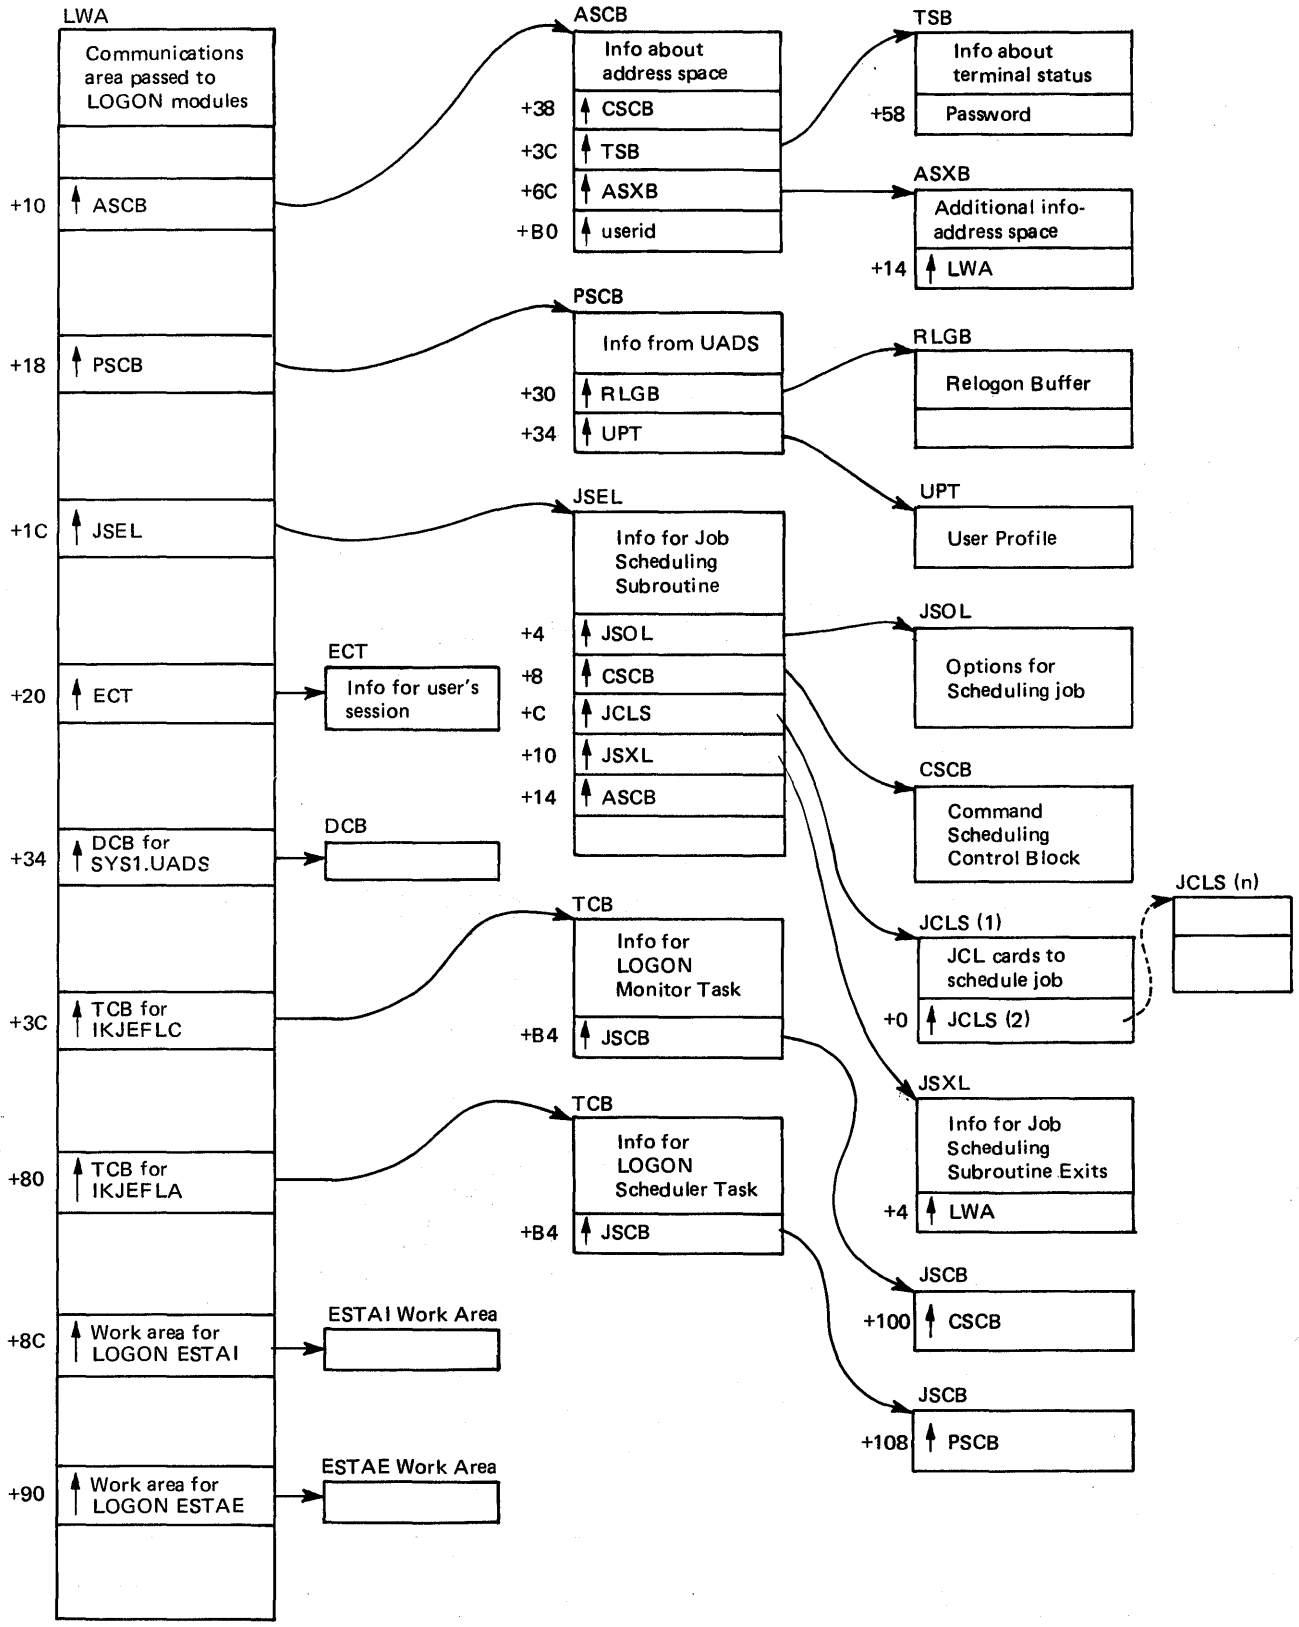 LWA
Communications
area passed to
LOGON modules
+10
ASCB
+18
PSCB
+1C
JSEL
+20
ECT
+34
DCB for
SYS1.UADS
+3C
TCB for
IKJEFLC
+80
TCB for
IKJEFLA
+8C
Work area for
LOGON ESTAI
+90
Work area for
LOGON ESTAE
ECT
Info for user's
session
DCB
ESTAI Work Area
ESTAE Work Area
ASCB
Info about
address space
+38
CSCB
+3C
TSB
+6C
ASXB
+B0
userid
PSCB
Info from UADS
+30
RLGB
+34
UPT
JSEL
Info for Job
Scheduling
Subroutine
+4
JSOL
+8
CSCB
+C
JCLS
+10
JSXL
+14
ASCB
TCB
Info for
LOGON
Monitor Task
+B4
JSCB
TCB
Info for
LOGON
Scheduler Task
+B4
JSCB
TSB
Info about
terminal status
+58
Password
ASXB
Additional info-
address space
+14
LWA
RLGB
Relogon Buffer
UPT
User Profile
JSOL
Options for
Scheduling job
CSCB
Command
Scheduling
Control Block
JCLS (1)
JCL cards to
schedule job
+0
JCLS (2)
JCLS (n)
JSXL
Info for Job
Scheduling
Subroutine Exits
+4
LWA
JSCB
+100
CSCB
JSCB
+108
PSCB